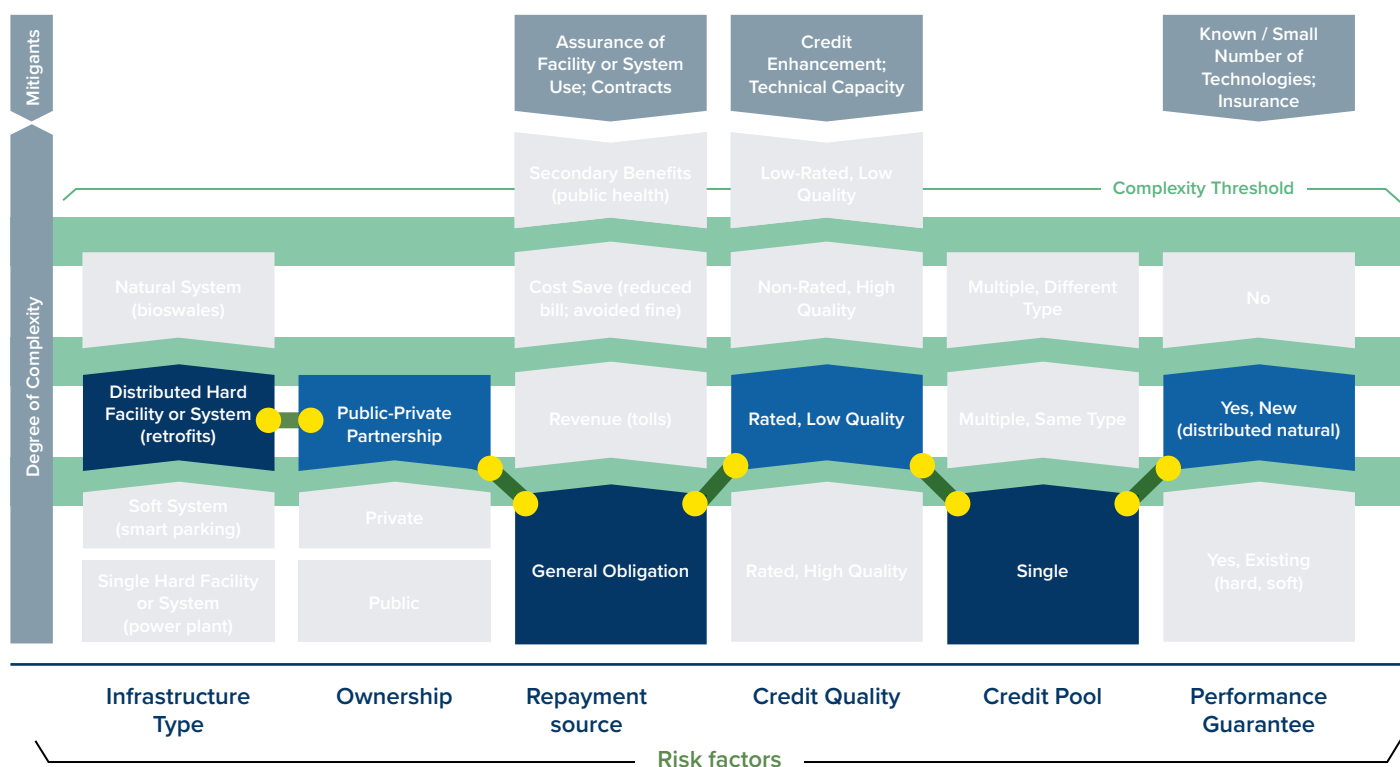 Mitigants
Assurance of
Facility or System
Use; Contracts
Credit
Enhancement;
Technical Capacity
Known / Small
Number of
Technologies;
Insurance
Degree of Complexity
Complexity Threshold
Secondary Benefits
(public health)
Low-Rated, Low
Quality
Natural System
(bioswales)
Cost Save (reduced
bill; avoided fine)
Non-Rated, High
Quality
Multiple, Different
Type
No
Distributed Hard
Facility or System
(retrofits)
Public-Private
Partnership
Revenue (tolls)
Rated, Low Quality
Multiple, Same Type
Yes, New
(distributed natural)
Soft System
(smart parking)
Private
General Obligation
Rated, High Quality
Single
Yes, Existing
(hard, soft)
Single Hard Facility
or System
(power plant)
Public
Infrastructure
Type
Ownership
Repayment
source
Credit Quality
Credit Pool
Performance
Guarantee
Risk factors